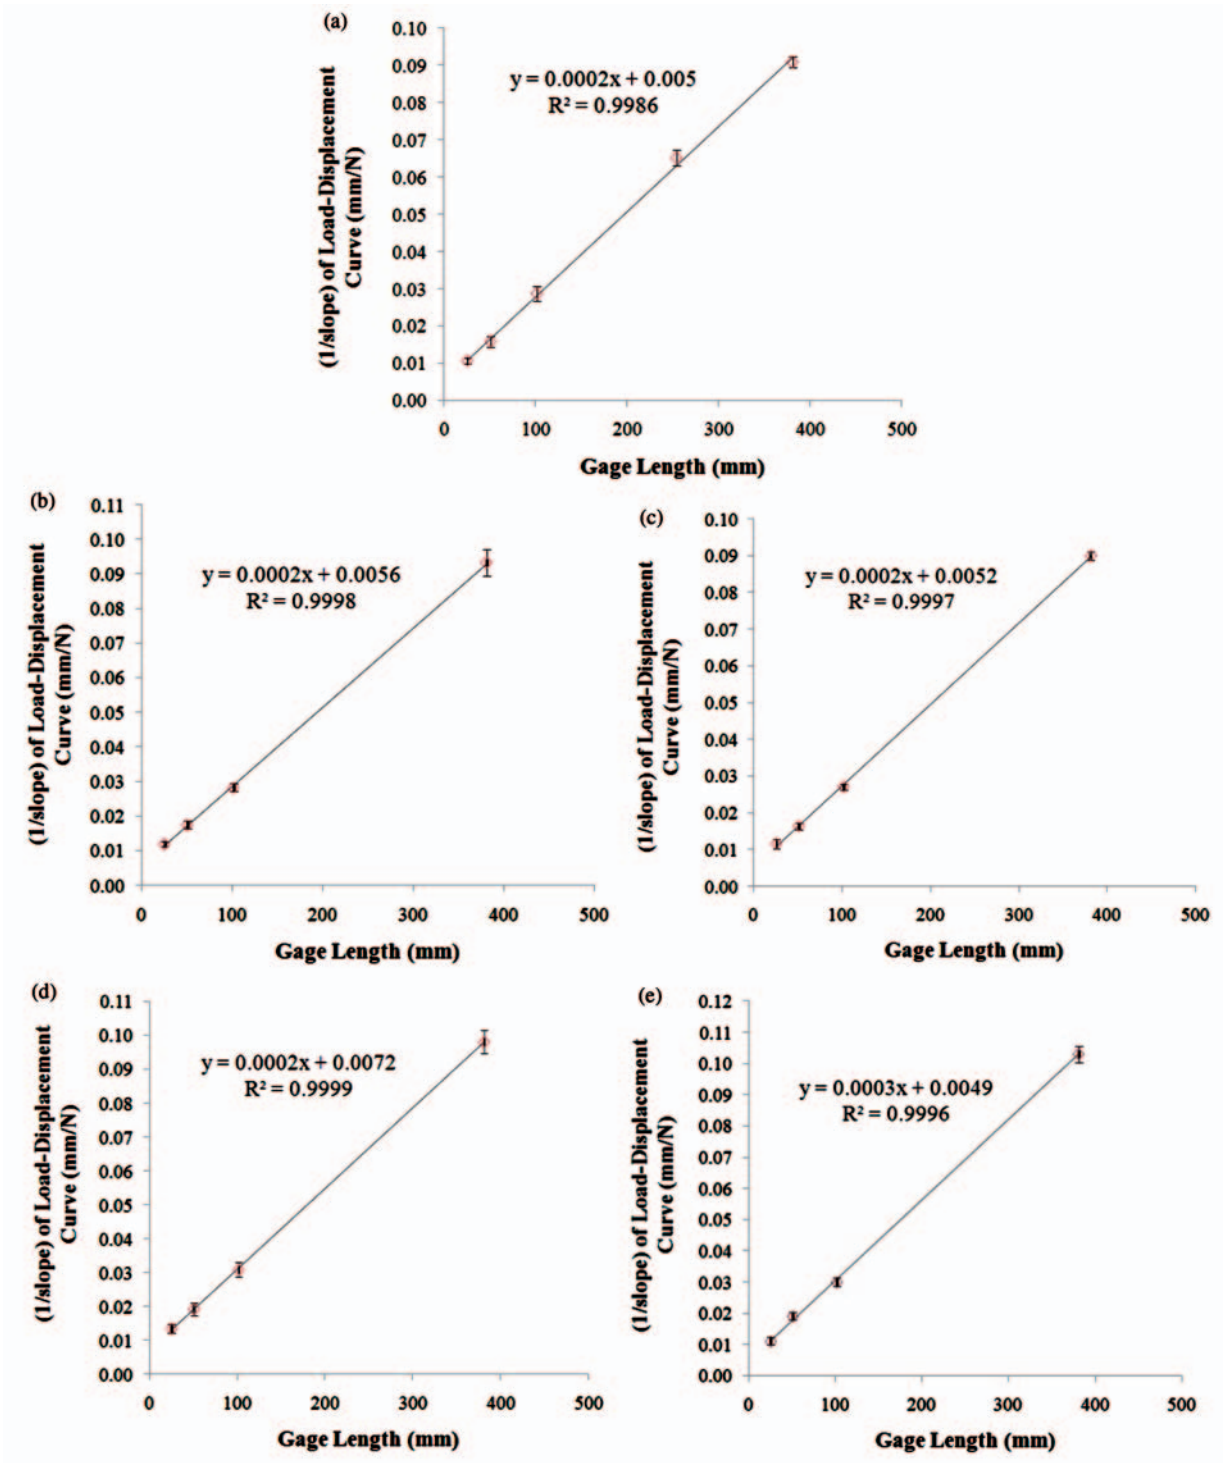 (a)
(1/slope) of Load-Displacement
Curve (mm/N)
0.10
0.09
0.08
0.07
0.06
0.05
0.04
0.03
0.02
0.01
0.00
y = 0.0002x + 0.005
R² = 0.9986
0 100 200 300 400 500
Gage Length (mm)
(b)
(1/slope) of Load-Displacement
Curve (mm/N)
0.11
0.10
0.09
0.08
0.07
0.06
0.05
0.04
0.03
0.02
0.01
0.00
y = 0.0002x + 0.0056
R² = 0.9998
0 100 200 300 400 500
Gage Length (mm)
(c)
(1/slope) of Load-Displacement
Curve (mm/N)
0.10
0.09
0.08
0.07
0.06
0.05
0.04
0.03
0.02
0.01
0.00
y = 0.0002x + 0.0052
R² = 0.9997
0 100 200 300 400 500
Gage Length (mm)
(d)
(1/slope) of Load-Displacement
Curve (mm/N)
0.11
0.10
0.09
0.08
0.07
0.06
0.05
0.04
0.03
0.02
0.01
0.00
y = 0.0002x + 0.0072
R² = 0.9999
0 100 200 300 400 500
Gage Length (mm)
(e)
(1/slope) of Load-Displacement
Curve (mm/N)
0.12
0.11
0.10
0.09
0.08
0.07
0.06
0.05
0.04
0.03
0.02
0.01
0.00
y = 0.0003x + 0.0049
R² = 0.9996
0 100 200 300 400 500
Gage Length (mm)